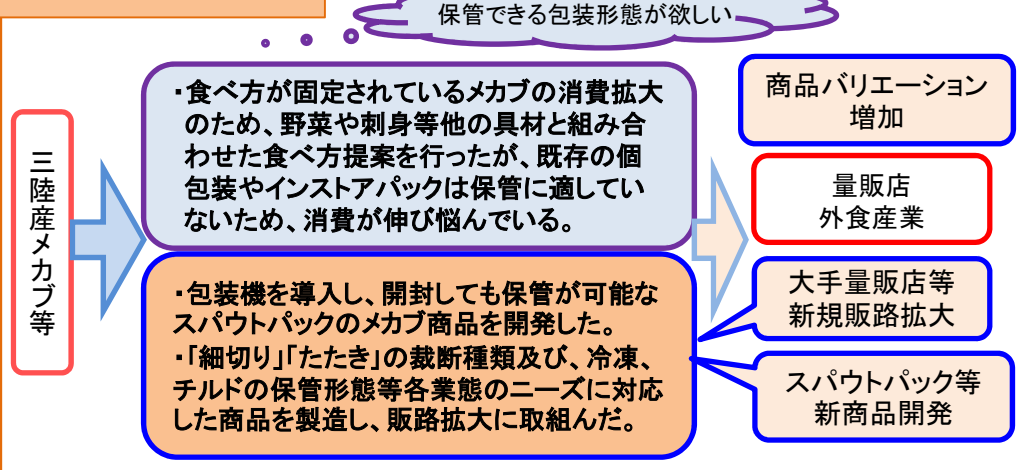 保管できる包装形態が欲しい
三陸産メカブ等
・食べ方が固定されているメカブの消費拡大
のため、野菜や刺身等他の具材と組み合
わせた食べ方提案を行ったが、既存の個
包装やインストアパックは保管に適してい
ないため、消費が伸び悩んでいる。
・包装機を導入し、開封しても保管が可能な
スパウトパックのメカブ商品を開発した。
・「細切り」「たたき」の裁断種類及び、冷凍、
チルドの保管形態等各業態のニーズに対応
した商品を製造し、販路拡大に取組んだ。
商品バリエーション
増加
量販店
外食産業
大手量販店等
新規販路拡大
スパウトパック等
新商品開発